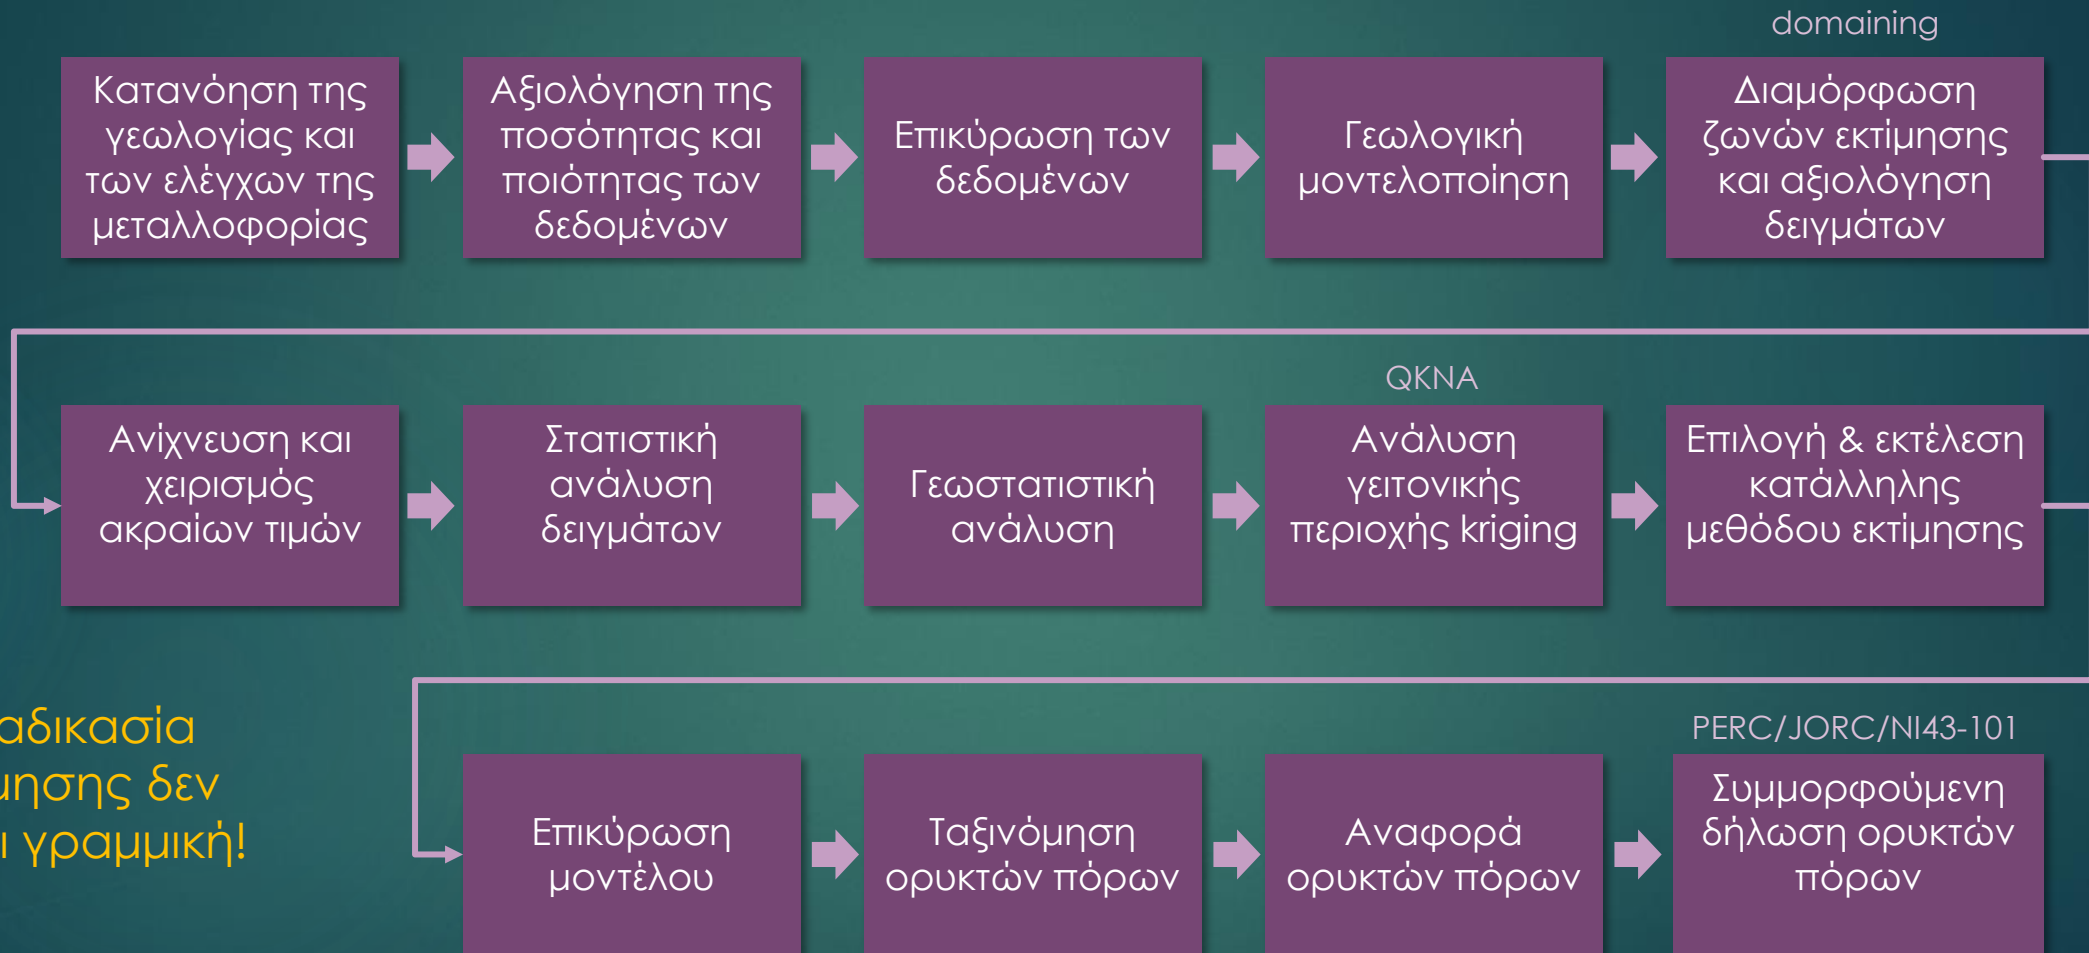 domaining
Κατανόηση της
γεωλογίας και
των ελέγχων της
μεταλλοφορίας
Αξιολόγηση της
ποσότητας και
ποιότητας των
δεδομένων
Επικύρωση των
δεδομένων
Γεωλογική
μοντελοποίηση
Διαμόρφωση
ζωνών εκτίμησης
και αξιολόγηση
δειγμάτων
QKNA
Ανίχνευση και
χειρισμός
ακραίων τιμών
Στατιστική
ανάλυση
δειγμάτων
Γεωστατιστική
ανάλυση
Ανάλυση
γειτονικής
περιοχής kriging
Επιλογή & εκτέλεση
κατάλληλης
μεθόδου εκτίμησης
δεν
γραμμική!
PERC/JORC/NI43-101
Επικύρωση
μοντέλου
Ταξινόμηση
ορυκτών πόρων
Αναφορά
ορυκτών πόρων
Συμμορφούμενη
δήλωση ορυκτών
πόρων